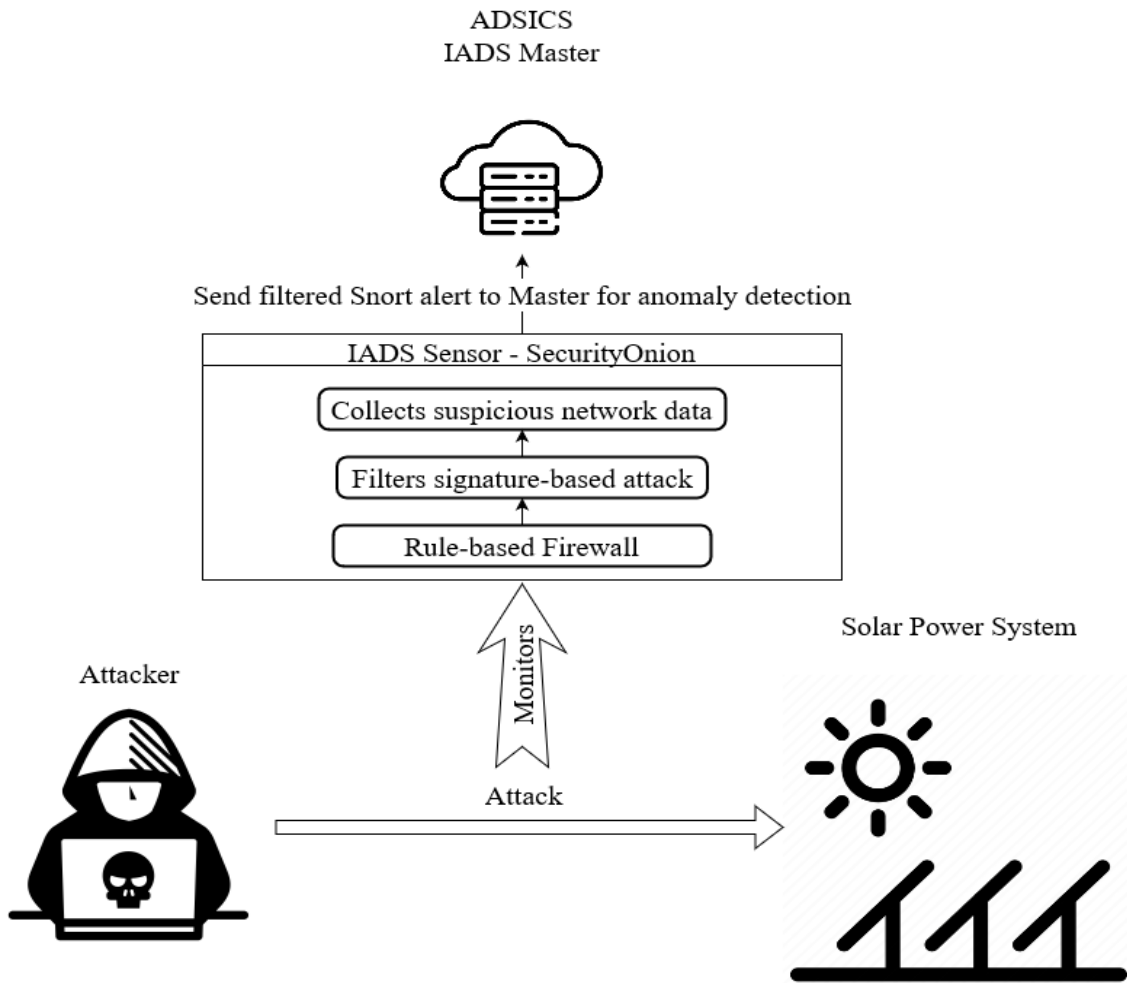 ADSICS
IADS Master
Send filtered Snort alert to Master for anomaly detection
IADS Sensor - SecurityOnion
Collects suspicious network data
Filters signature-based attack
Rule-based Firewall
Monitors
Solar Power System
Attacker
Attack